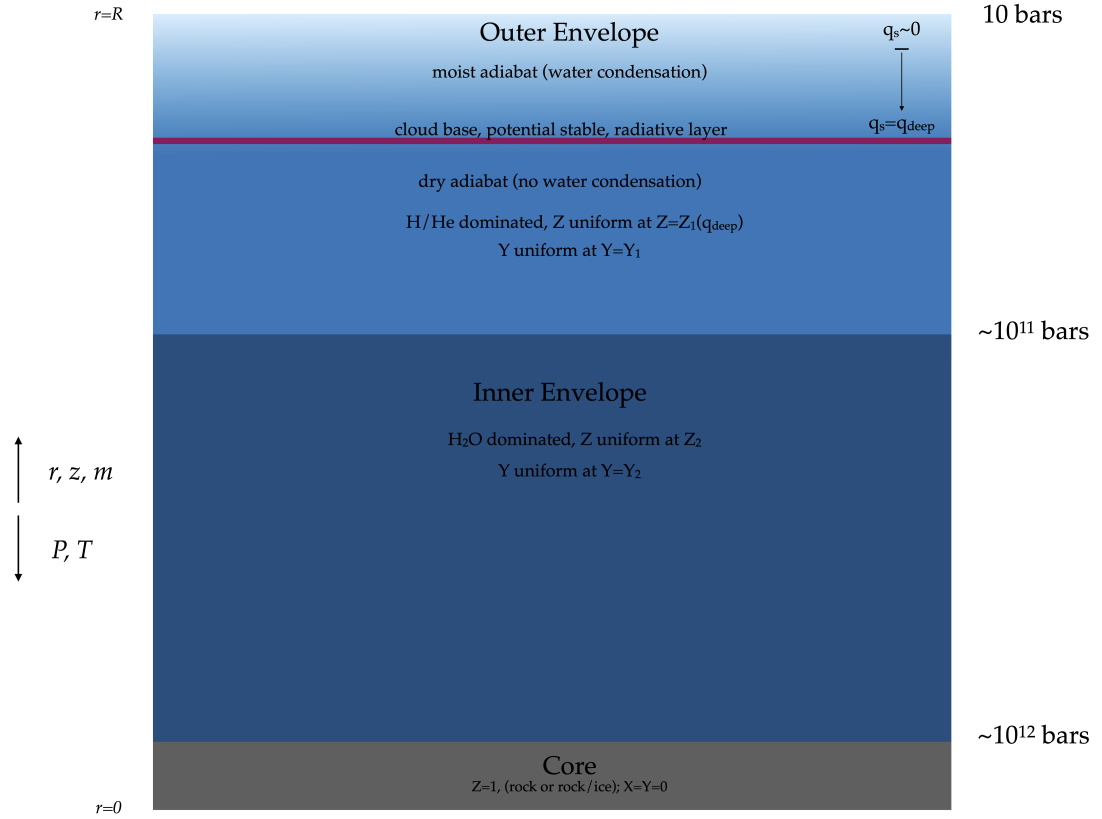 r=R
10 bars
Outer Envelope
qₛ~0
moist adiabat (water condensation)
qₛ=q_deep
cloud base, potential stable, radiative layer
dry adiabat (no water condensation)
H/He dominated, Z uniform at Z=Z₁(q_deep)
Y uniform at Y=Y₁
~10¹¹ bars
Inner Envelope
H₂O dominated, Z uniform at Z₂
Y uniform at Y=Y₂
r, z, m
P, T
~10¹² bars
Core
Z=1, (rock or rock/ice); X=Y=0
r=0